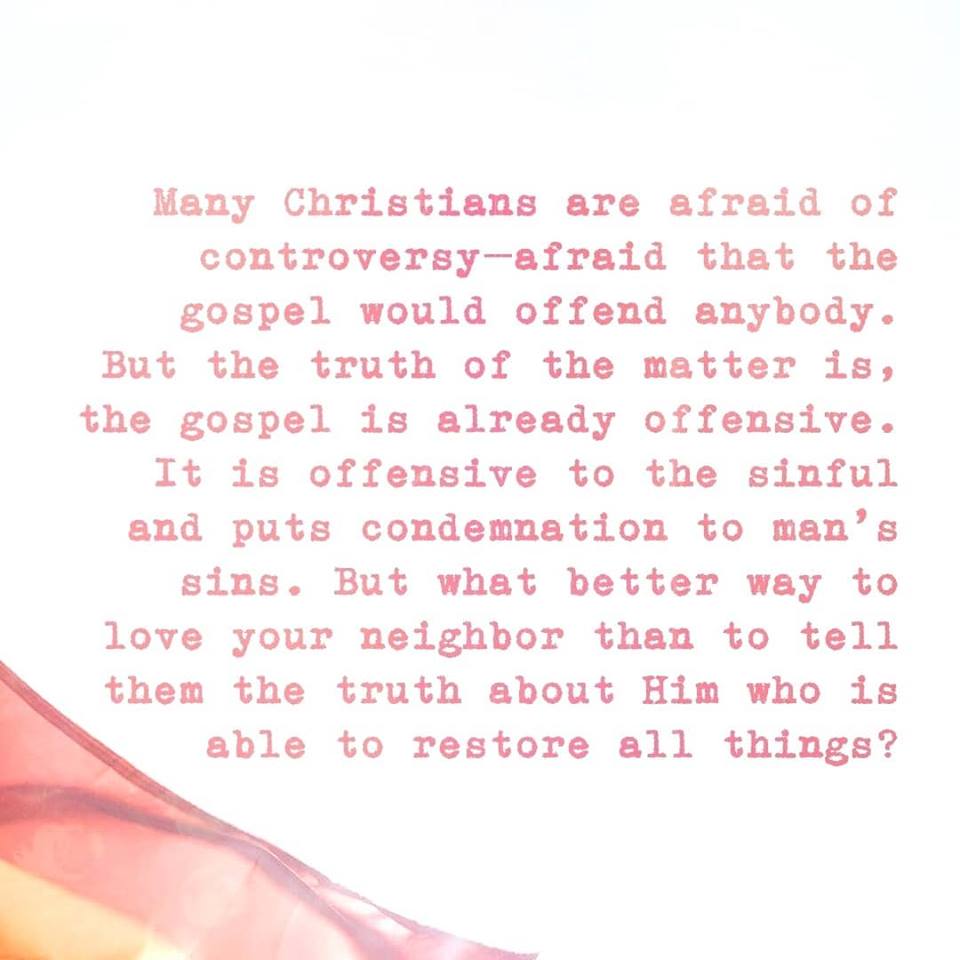 Many Christians are afraid of
controversy—afraid that the
gospel would offend anybody.
But the truth of the matter is,
the gospel is already offensive.
It is offensive to the sinful
and puts condemnation to man’s
sins. But what better way to
love your neighbor than to tell
them the truth about Him who is
able to restore all things?